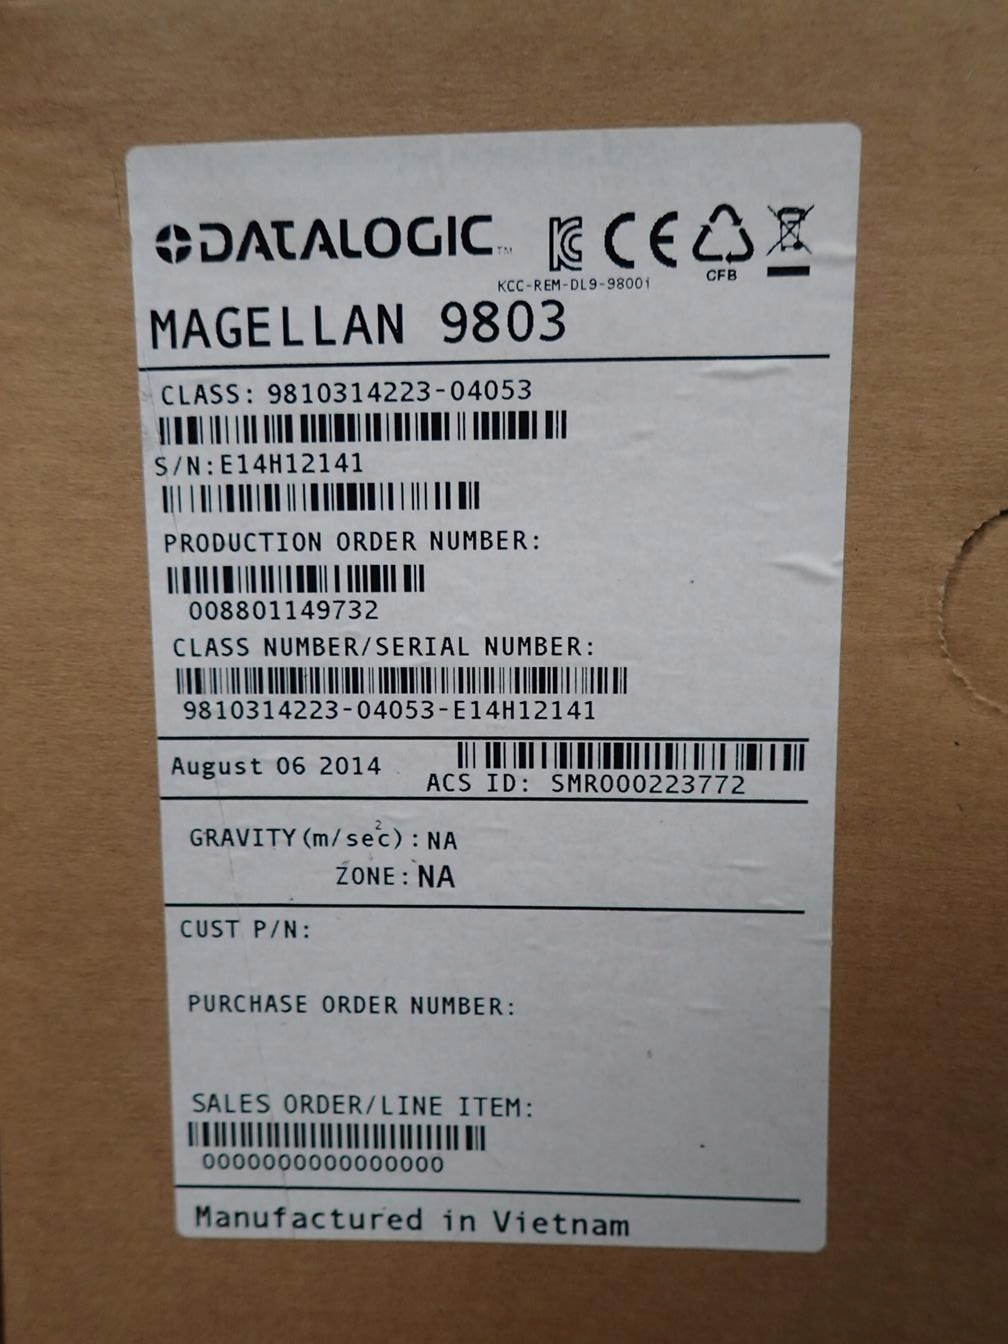 DATALOGIC™
CFB
KCC-REM-DL9-9800i
MAGELLAN 9803
CLASS: 9810314223-04053
S/N:E14H12141
PRODUCTION ORDER NUMBER:
008801149732
CLASS NUMBER/SERIAL NUMBER:
9810314223-04053-E14H12141
August 06 2014
ACS ID: SMR000223772
GRAVITY(m/sec²):NA
ZONE:NA
CUST P/N:
PURCHASE ORDER NUMBER:
SALES ORDER/LINE ITEM:
0000000000000000
Manufactured in Vietnam